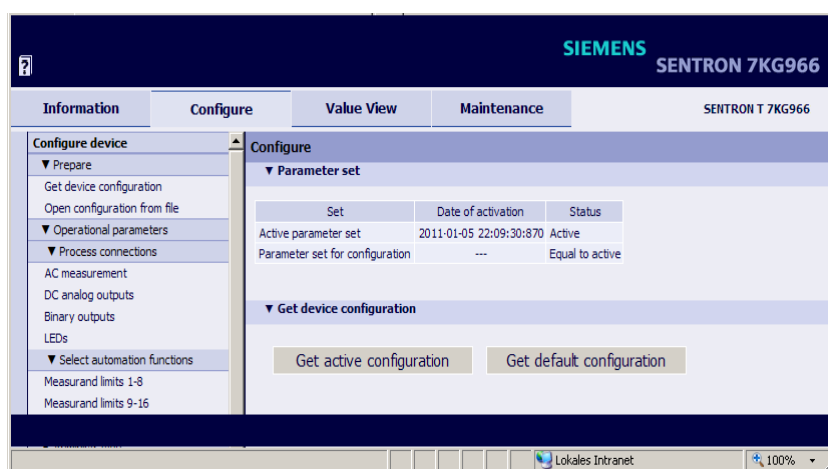 ?
SIEMENS
SENTRON 7KG966
Information Configure Value View Maintenance SENTRON T 7KG966
Configure device
▼ Prepare
Get device configuration
Open configuration from file
▼ Operational parameters
▼ Process connections
AC measurement
DC analog outputs
Binary outputs
LEDs
▼ Select automation functions
Measurand limits 1-8
Measurand limits 9-16
Configure
▼ Parameter set
Set Date of activation Status
Active parameter set 2011-01-05 22:09:30:870 Active
Parameter set for configuration --- Equal to active
▼ Get device configuration
Get active configuration Get default configuration
Lokales Intranet 100%